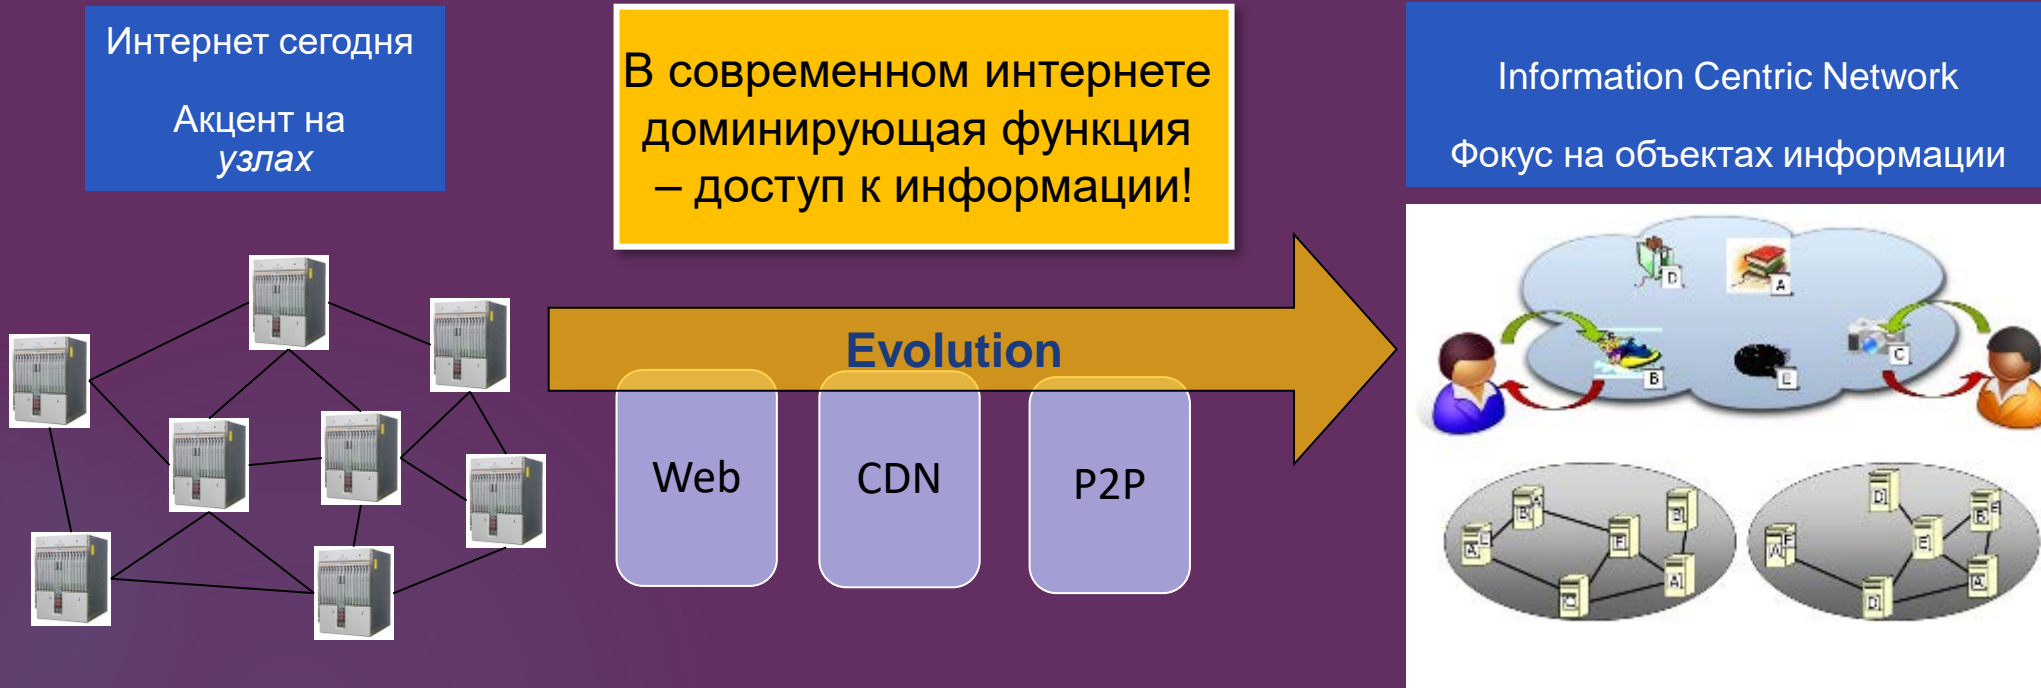 Интернет сегодня
Акцент на
узлах
В современном интернете
доминирующая функция
– доступ к информации!
Information Centric Network
Фокус на объектах информации
Evolution
Web
CDN
P2P
D
A
B
E
C